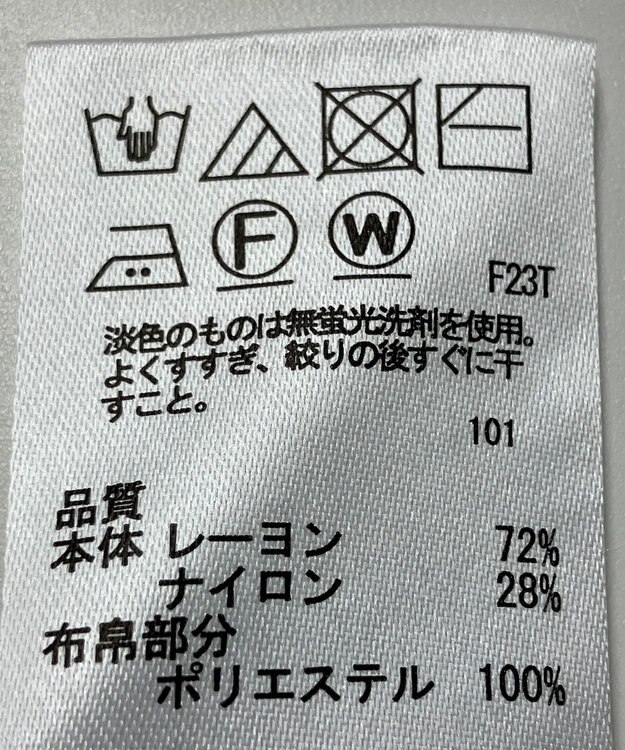 F W
F23T
淡色のものは無蛍光洗剤を使用。
よくすすぎ、絞りの後すぐに干
すこと。
101
品質
本体 レーヨン 72%
ナイロン 28%
布帛部分
ポリエステル 100%